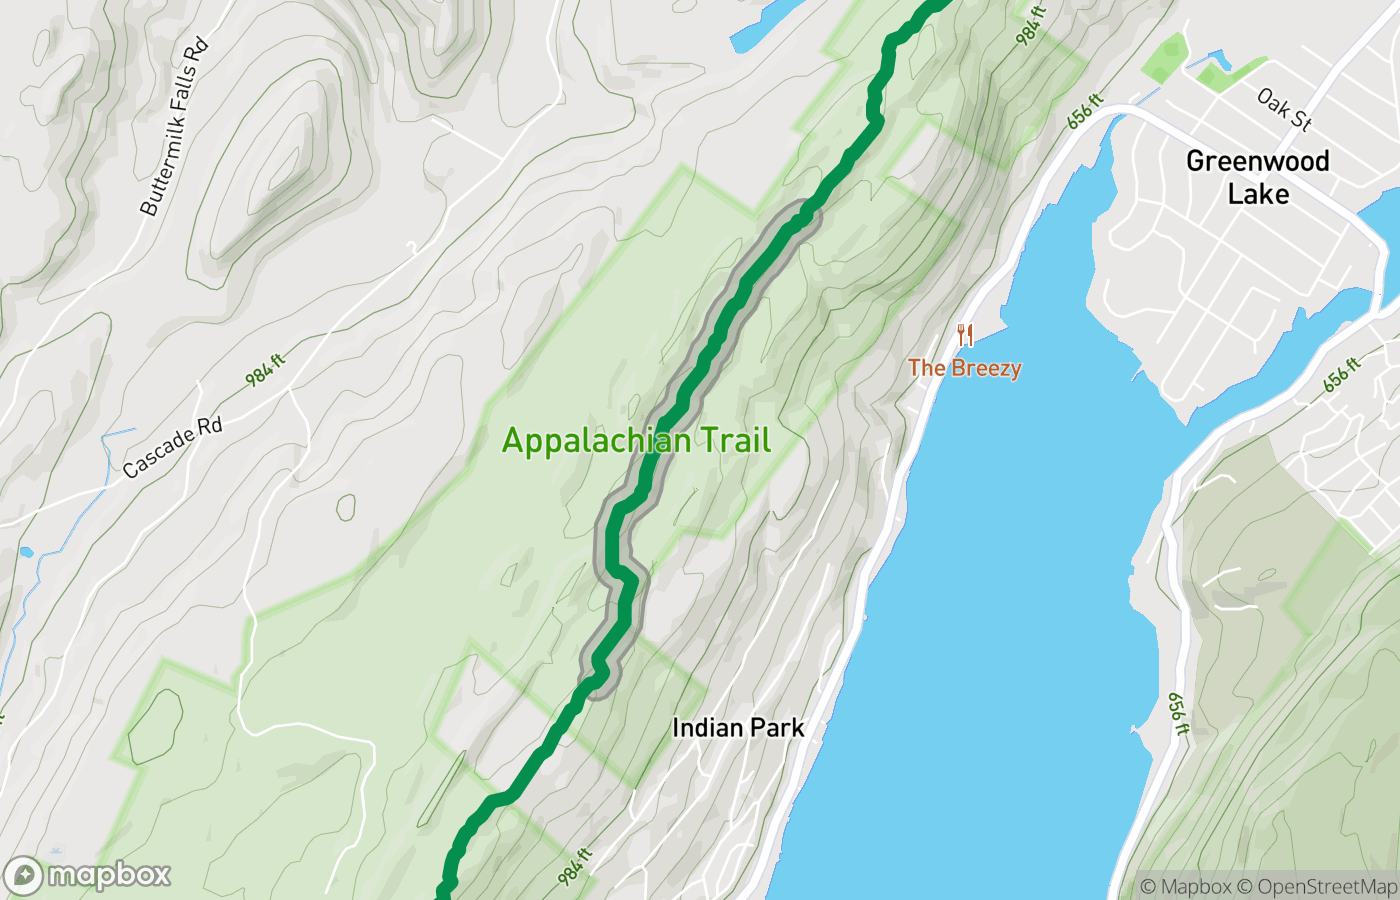 984 ft
Buttermilk Falls Rd
656 ft
Oak St
Greenwood
Lake
The Breezy
984 ft
656 ft
Cascade Rd
Appalachian Trail
656 ft
Indian Park
984 ft
mapbox
© Mapbox © OpenStreetMap